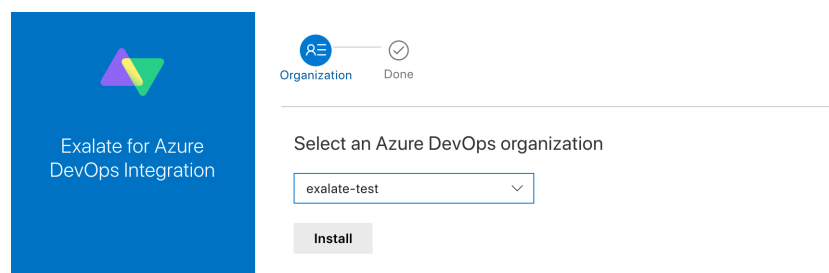 Exalate for Azure
DevOps Integration
Organization
Done
Select an Azure DevOps organization
exalate-test
Install